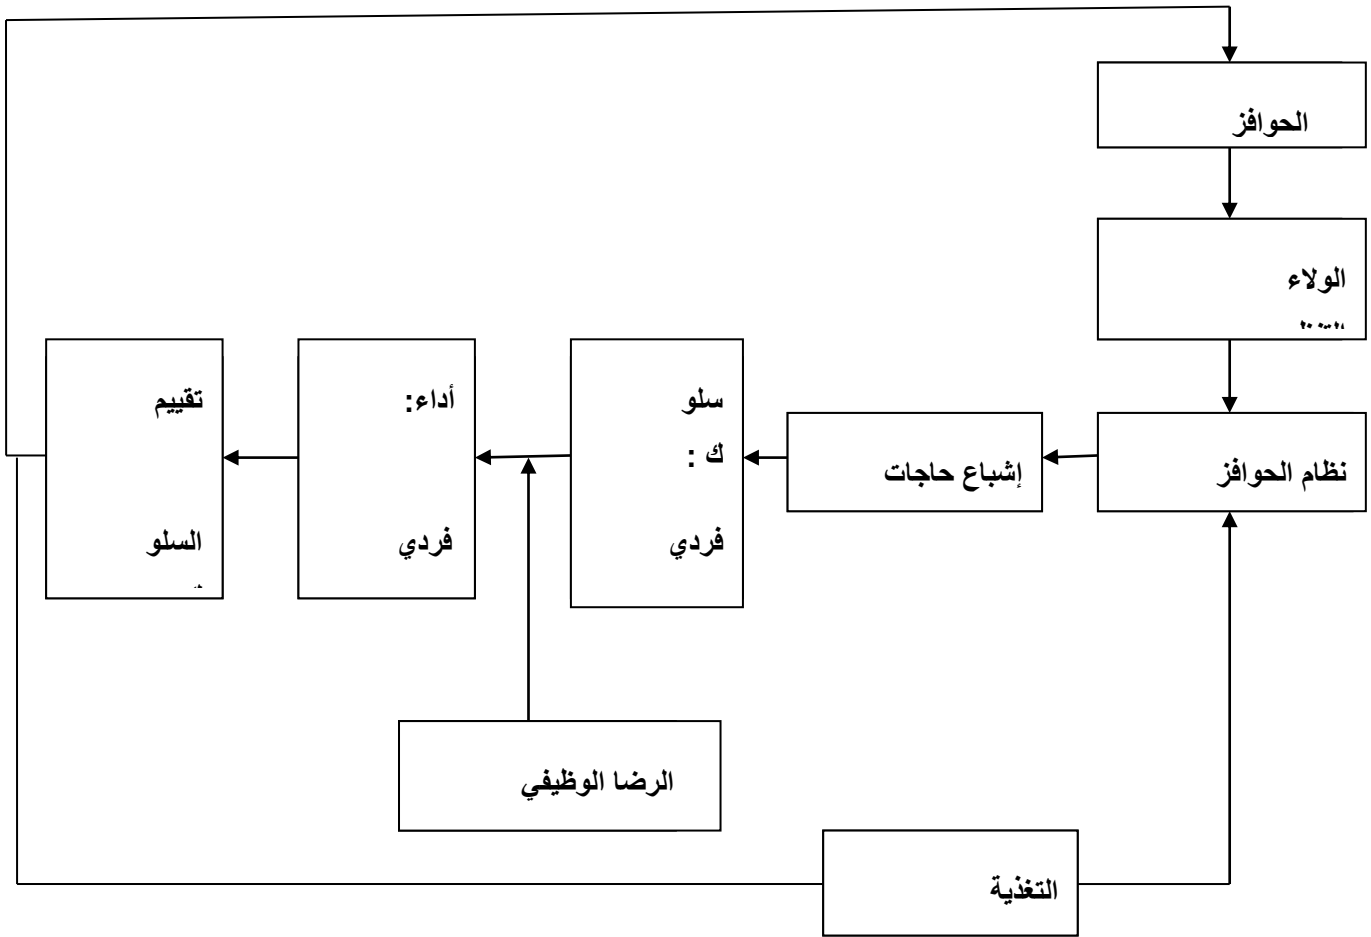 الحوافز
الولاء
نظام الحوافز
إشباع حاجات
سلو
ك :
فردي
أداء:
فردي
تقييم
السلو
الرضا الوظيفي
التغذية